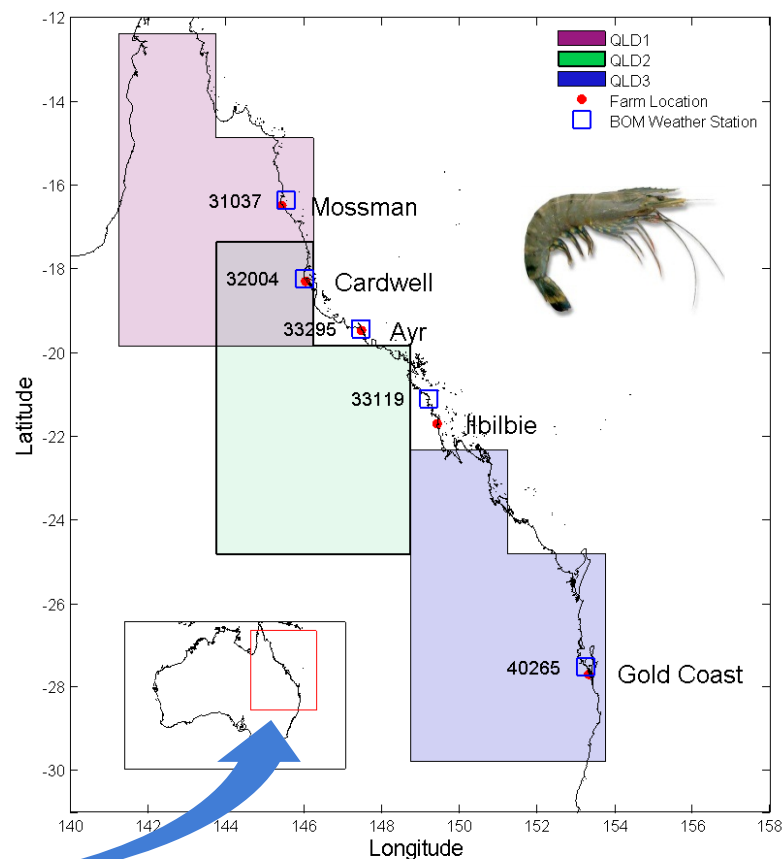 -12
-14
-16
-18
-20
-22
-24
-26
-28
-30
Latitude
QLD1
QLD2
QLD3
Farm Location
BOM Weather Station
31037 Mossman
32004 Cardwell
33295 Ayr
33119
Ilbilbie
40265 Gold Coast
140 142 144 146 148 150 152 154 156 158
Longitude